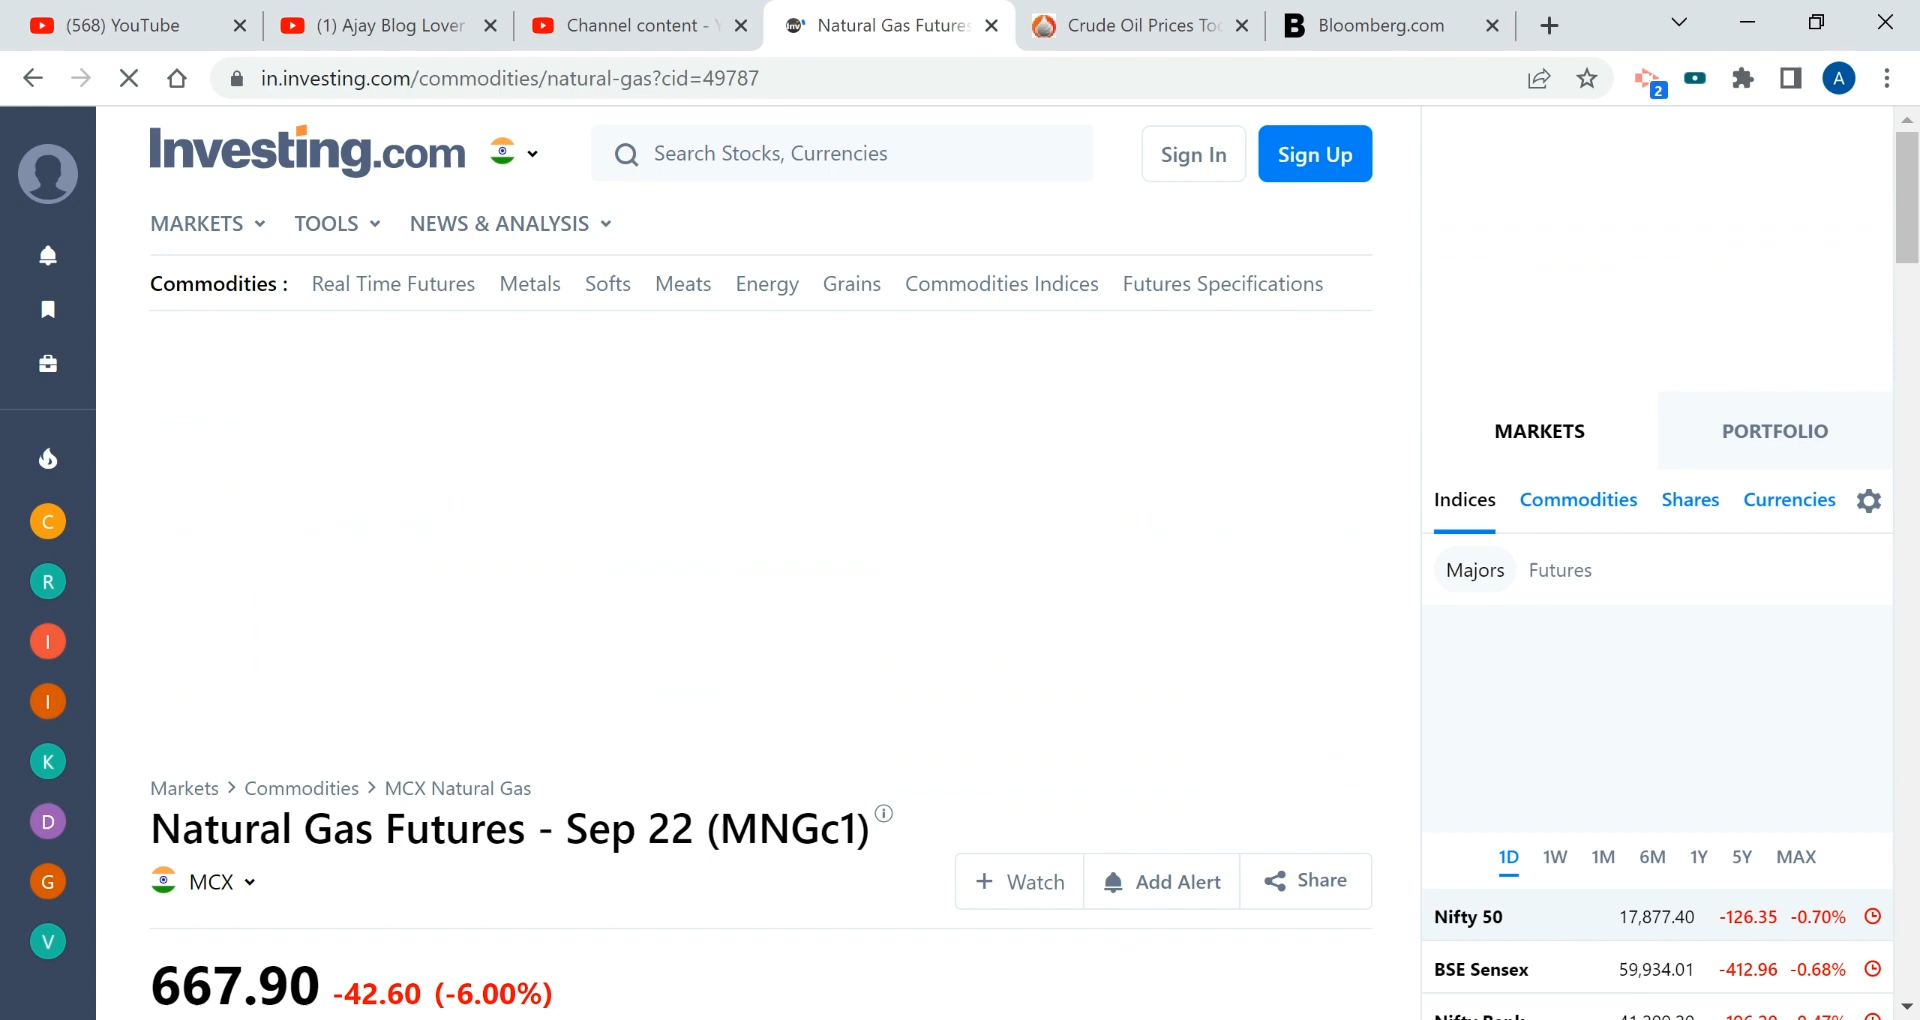 (568) YouTube
(1) Ajay Blog Lover
Channel content - Y
Natural Gas Futures
Crude Oil Prices Toc
B Bloomberg.com
in.investing.com/commodities/natural-gas?cid=49787
2
A
Investing.com
Search Stocks, Currencies
Sign In
Sign Up
MARKETS
TOOLS
NEWS & ANALYSIS
Commodities :
Real Time Futures
Metals
Softs
Meats
Energy
Grains
Commodities Indices
Futures Specifications
C
R
I
I
K
D
G
V
Markets > Commodities > MCX Natural Gas
Natural Gas Futures - Sep 22 (MNGc1)
MCX
+ Watch
Add Alert
Share
667.90 -42.60 (-6.00%)
MARKETS
PORTFOLIO
Indices
Commodities
Shares
Currencies
Majors
Futures
1D 1W 1M 6M 1Y 5Y MAX
Nifty 50 17,877.40 -126.35 -0.70%
BSE Sensex 59,934.01 -412.96 -0.68%